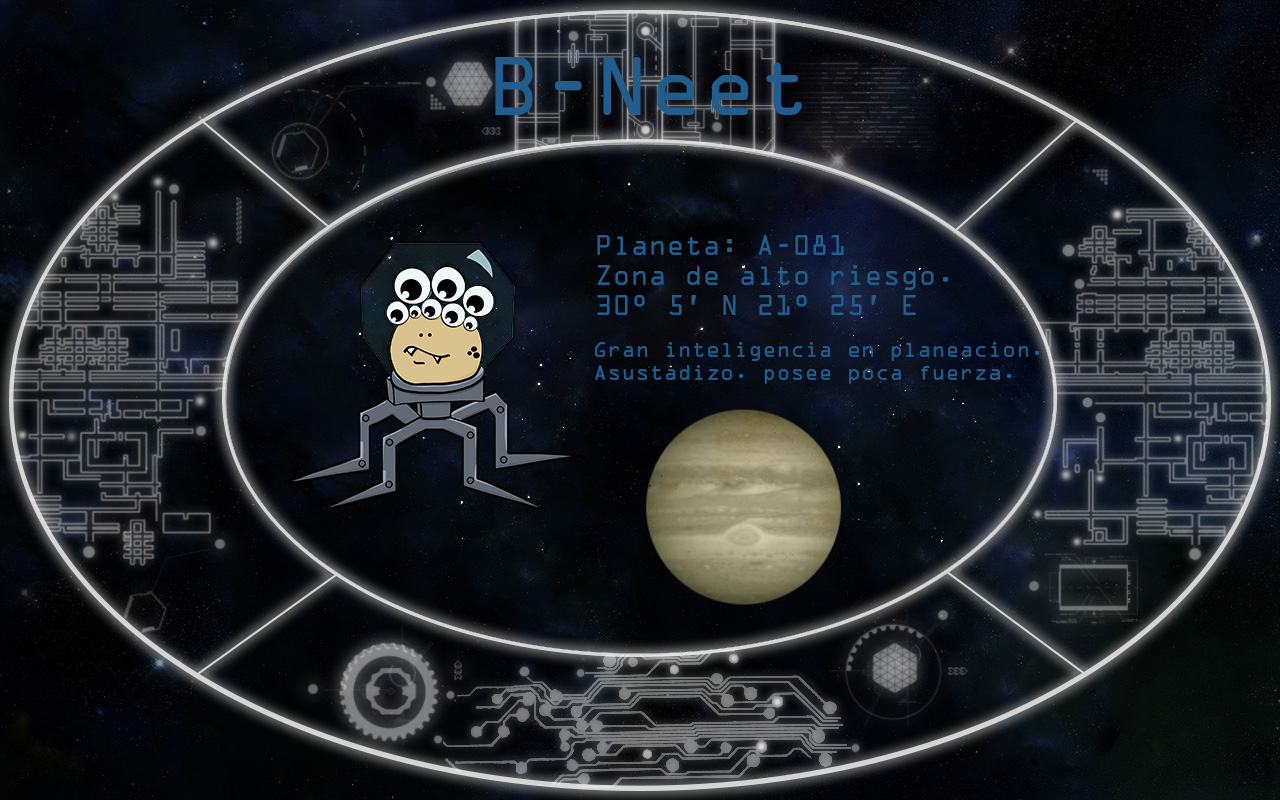 B-Neet
Planeta: A-081
Zona de alto riesgo.
30º 5' N 21º 25' E
Gran inteligencia en planeacion.
Asustadizo. posee poca fuerza.